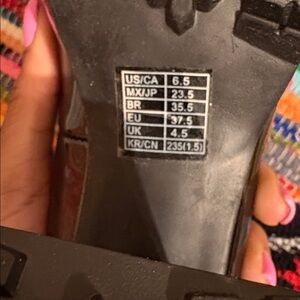 US/CA 6.5
MX/JP 23.5
BR 35.5
EU 37.5
UK 4.5
KR/CN 235(1.5)